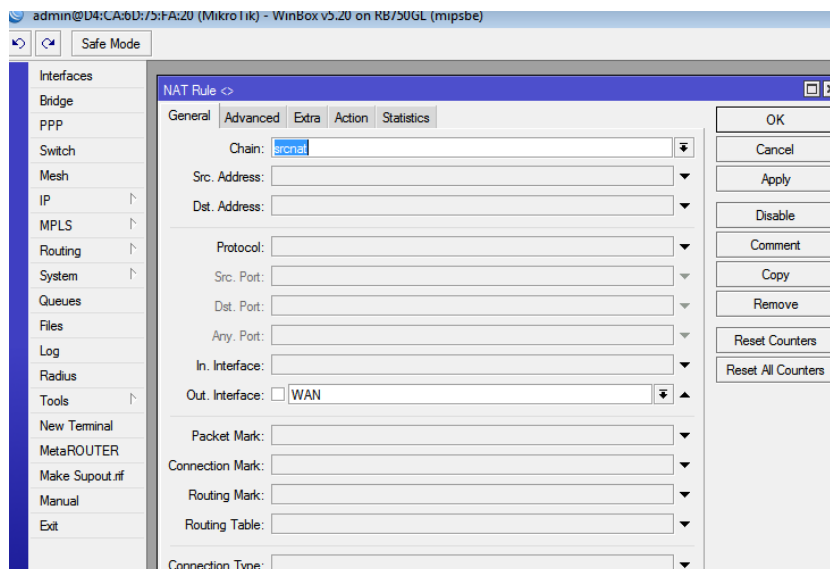 admin@D4:CA:6D:75:FA:20 (MikroTik) - WinBox v5.20 on RB750GL (mipsbe)
Safe Mode
Interfaces
Bridge
PPP
Switch
Mesh
IP
MPLS
Routing
System
Queues
Files
Log
Radius
Tools
New Terminal
MetaROUTER
Make Supout.rif
Manual
Exit
NAT Rule <>
General Advanced Extra Action Statistics
Chain: srcnat
Src. Address:
Dst. Address:
Protocol:
Src. Port:
Dst. Port:
Any. Port:
In. Interface:
Out. Interface: WAN
Packet Mark:
Connection Mark:
Routing Mark:
Routing Table:
Connection Type:
OK
Cancel
Apply
Disable
Comment
Copy
Remove
Reset Counters
Reset All Counters